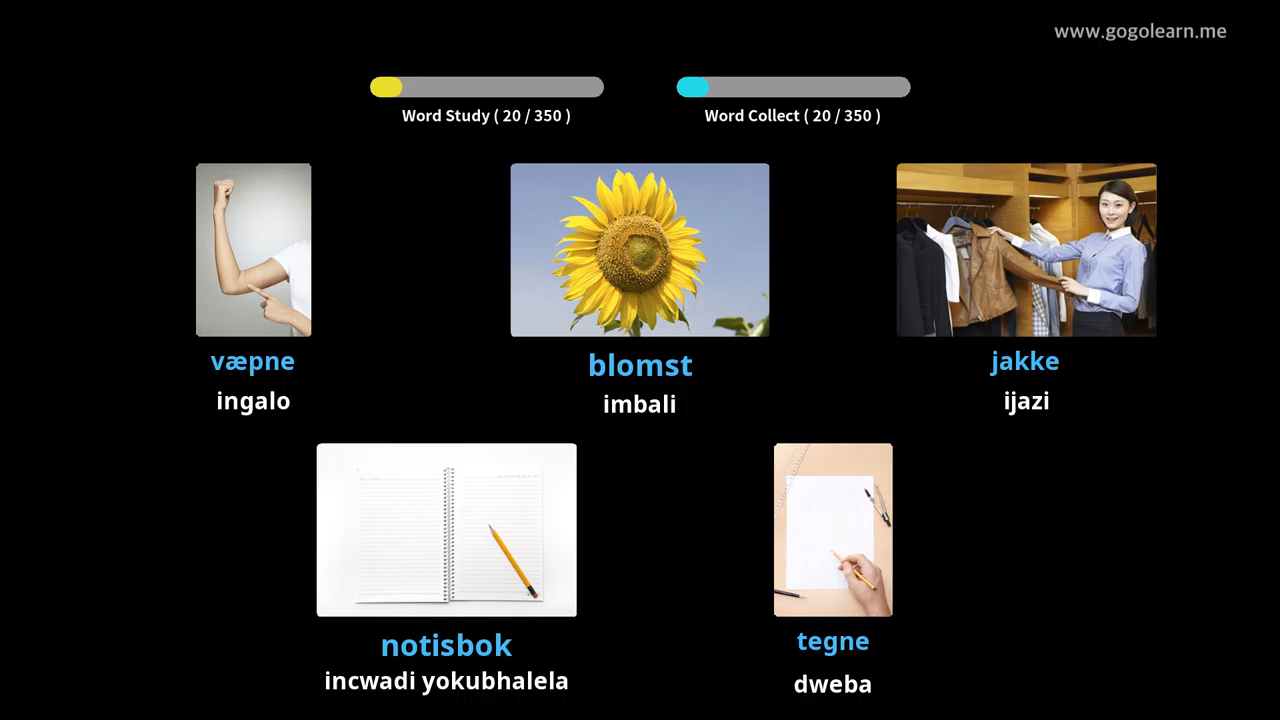 www.gogolearn.me
Word Study ( 20 / 350 )
Word Collect ( 20 / 350 )
væpne
ingalo
blomst
imbali
jakke
ijazi
notisbok
incwadi yokubhalela
tegne
dweba